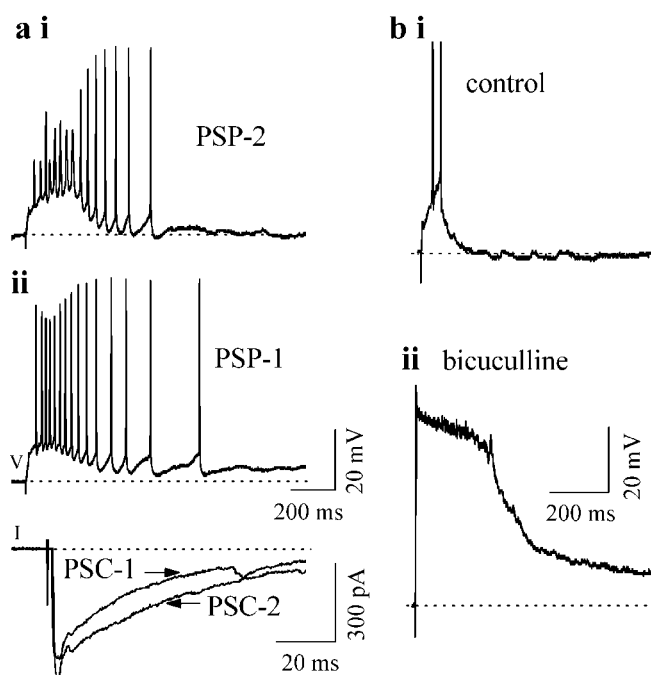 a i
PSP-2
ii
PSP-1
V
20 mV
200 ms
I
PSC-1
PSC-2
300 pA
20 ms
b i
control
ii bicuculline
20 mV
200 ms